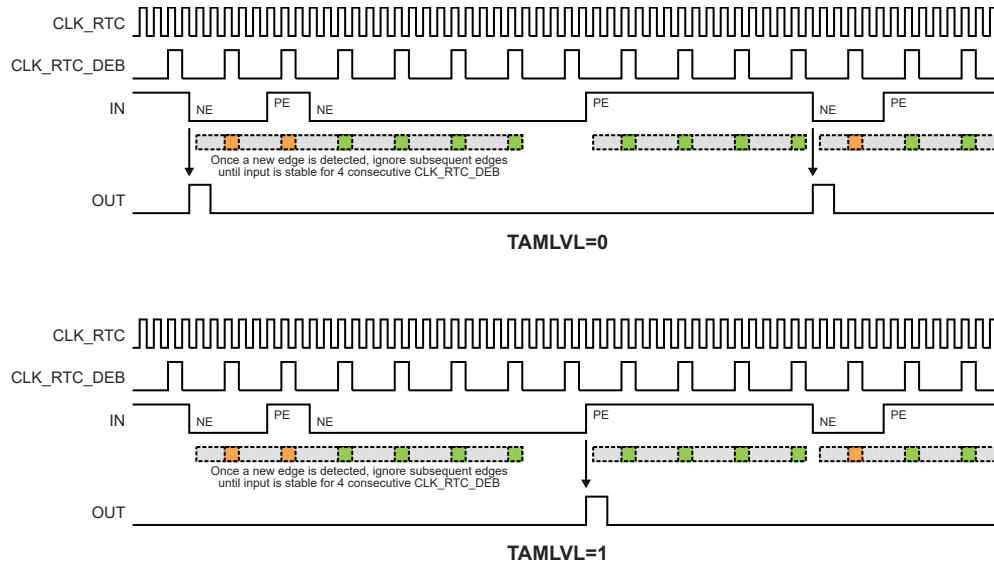 CLK_RTC
CLK_RTC_DEB
IN
NE
PE
NE
PE
NE
PE
Once a new edge is detected, ignore subsequent edges
until input is stable for 4 consecutive CLK_RTC_DEB
OUT
TAMLVL=0
CLK_RTC
CLK_RTC_DEB
IN
NE
PE
NE
PE
NE
PE
Once a new edge is detected, ignore subsequent edges
until input is stable for 4 consecutive CLK_RTC_DEB
OUT
TAMLVL=1